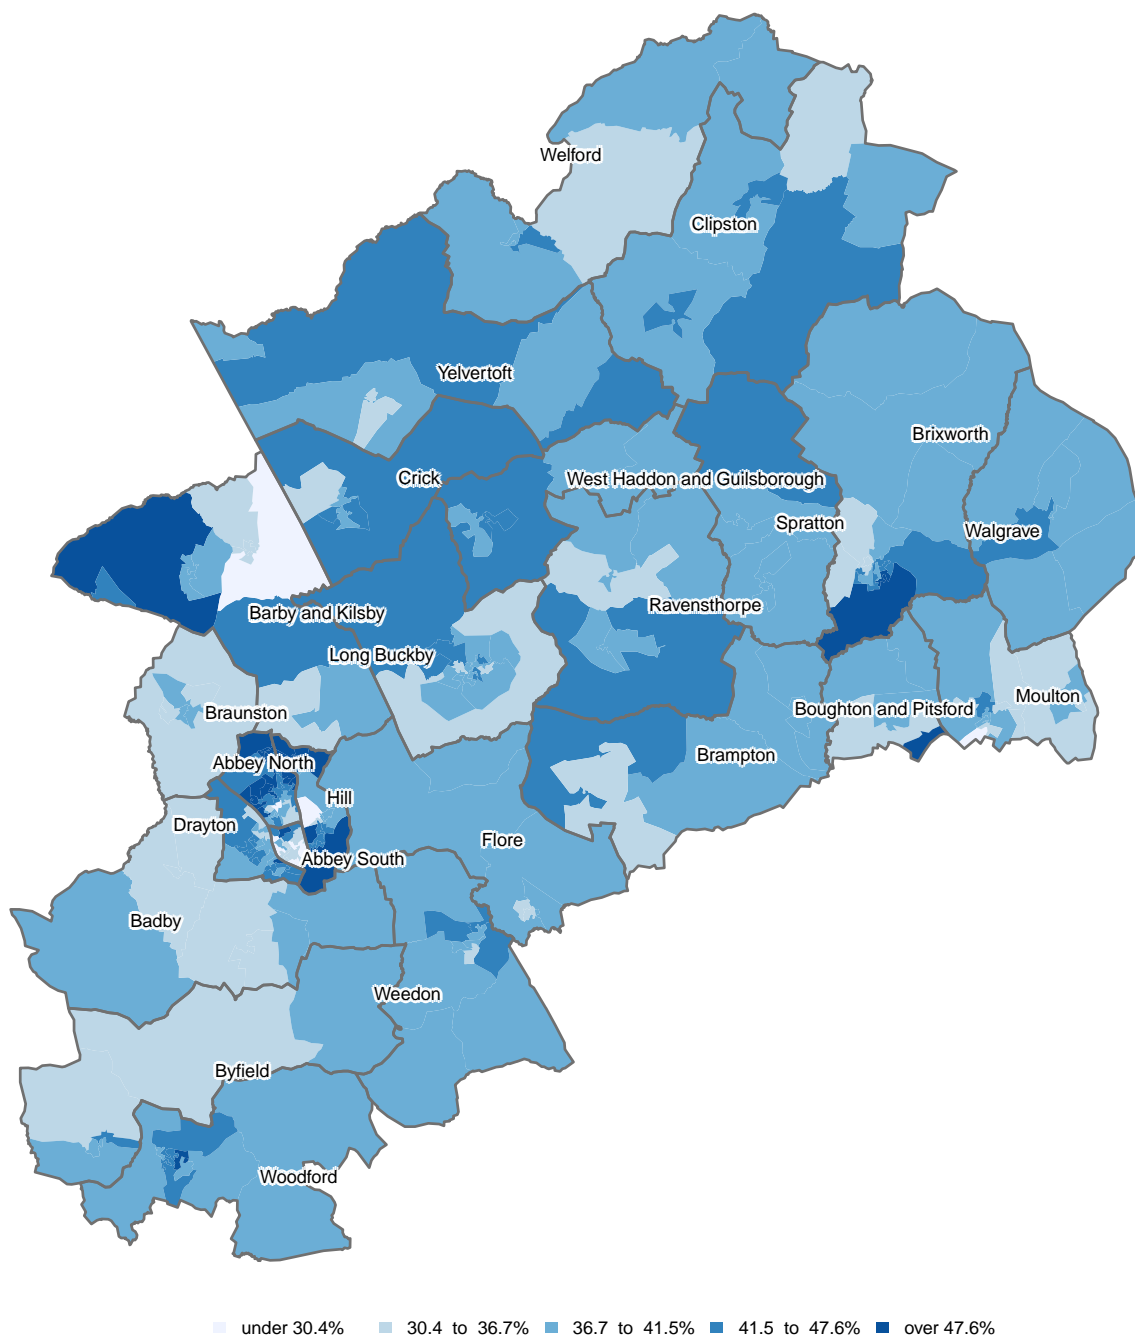 Welford
Clipston
Yelvertoft
Brixworth
Crick
West Haddon and Guilsborough
Spratton
Walgrave
Barby and Kilsby
Ravensthorpe
Long Buckby
Moulton
Braunston
Boughton and Pitsford
Abbey North
Brampton
Hill
Drayton
Flore
Abbey South
Badby
Weedon
Byfield
Woodford
under 30.4% 30.4 to 36.7% 36.7 to 41.5% 41.5 to 47.6% over 47.6%